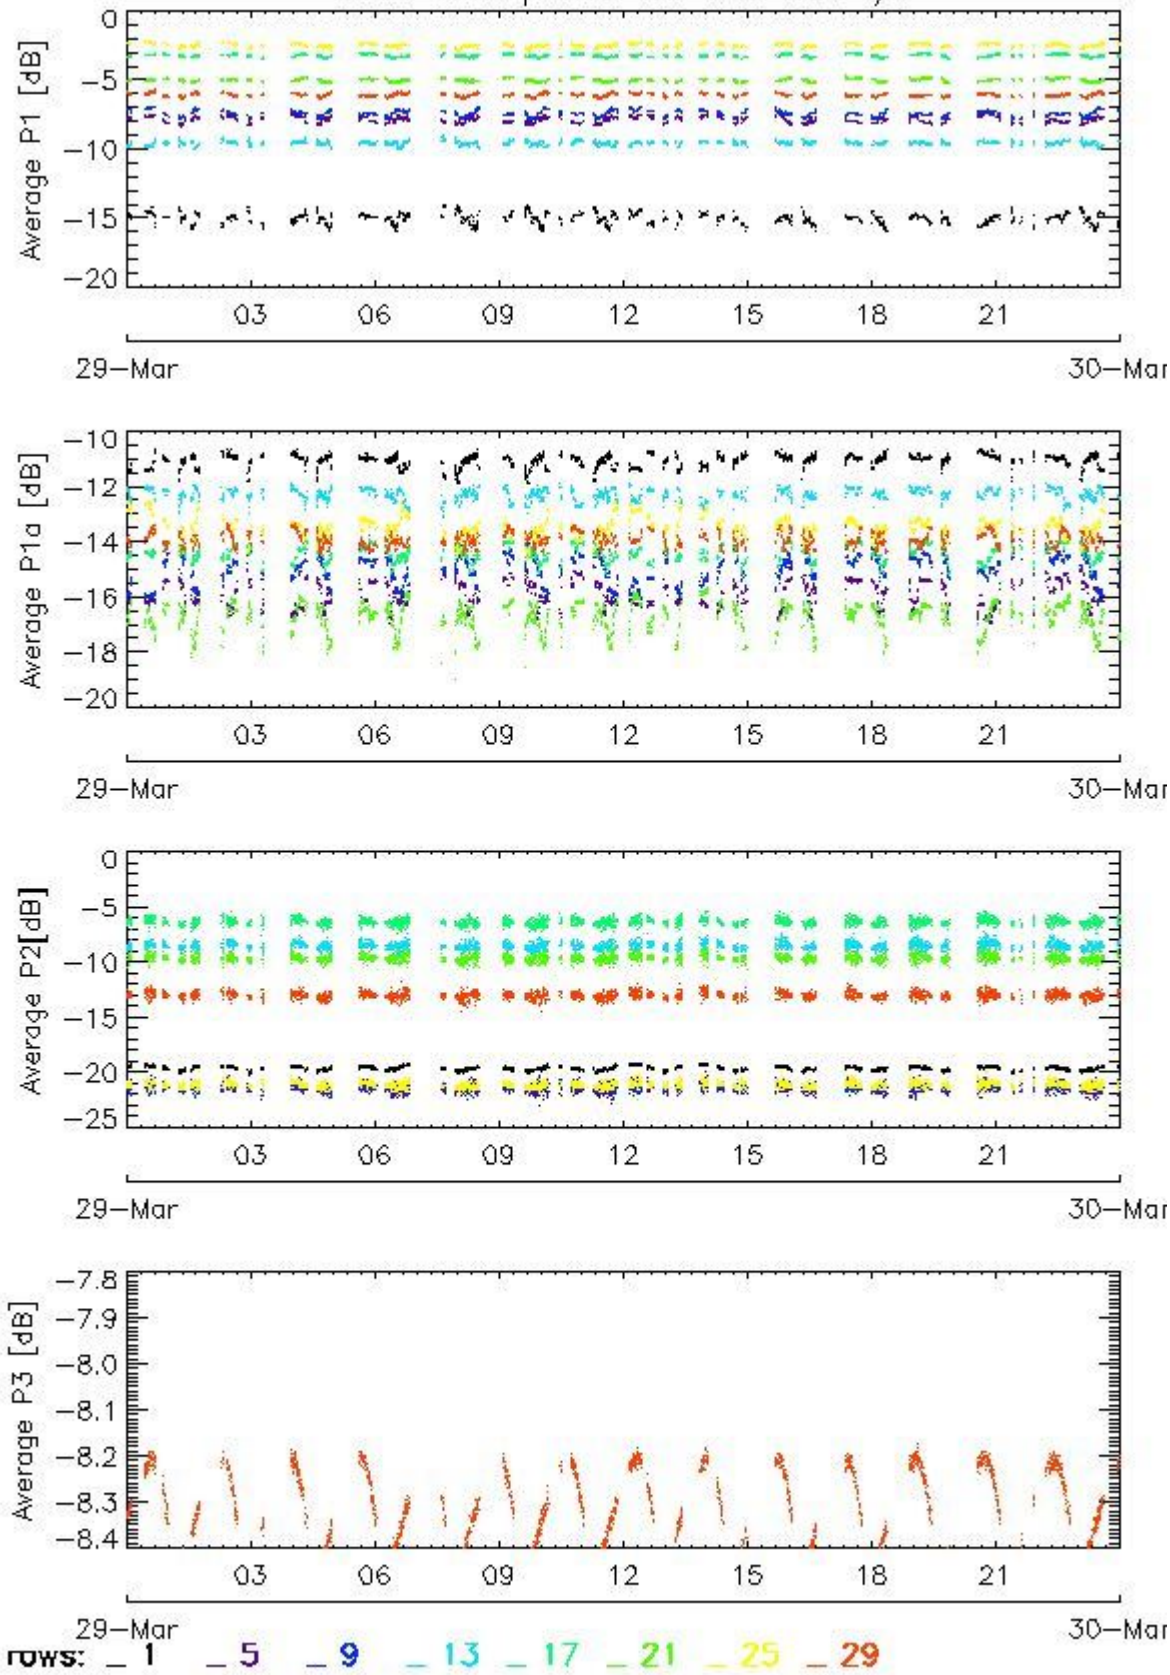 0
−5
−10
−15
−20
Average P1 [dB]
03 06 09 12 15 18 21
29−Mar 30−Mar
−10
−12
−14
−16
−18
−20
Average P1a [dB]
03 06 09 12 15 18 21
29−Mar 30−Mar
0
−5
−10
−15
−20
−25
Average P2[dB]
03 06 09 12 15 18 21
29−Mar 30−Mar
−7.8
−7.9
−8.0
−8.1
−8.2
−8.3
−8.4
Average P3 [dB]
03 06 09 12 15 18 21
29−Mar 30−Mar
rows: _ 1 _ 5 _ 9 _ 13 _ 17 _ 21 _ 25 _ 29